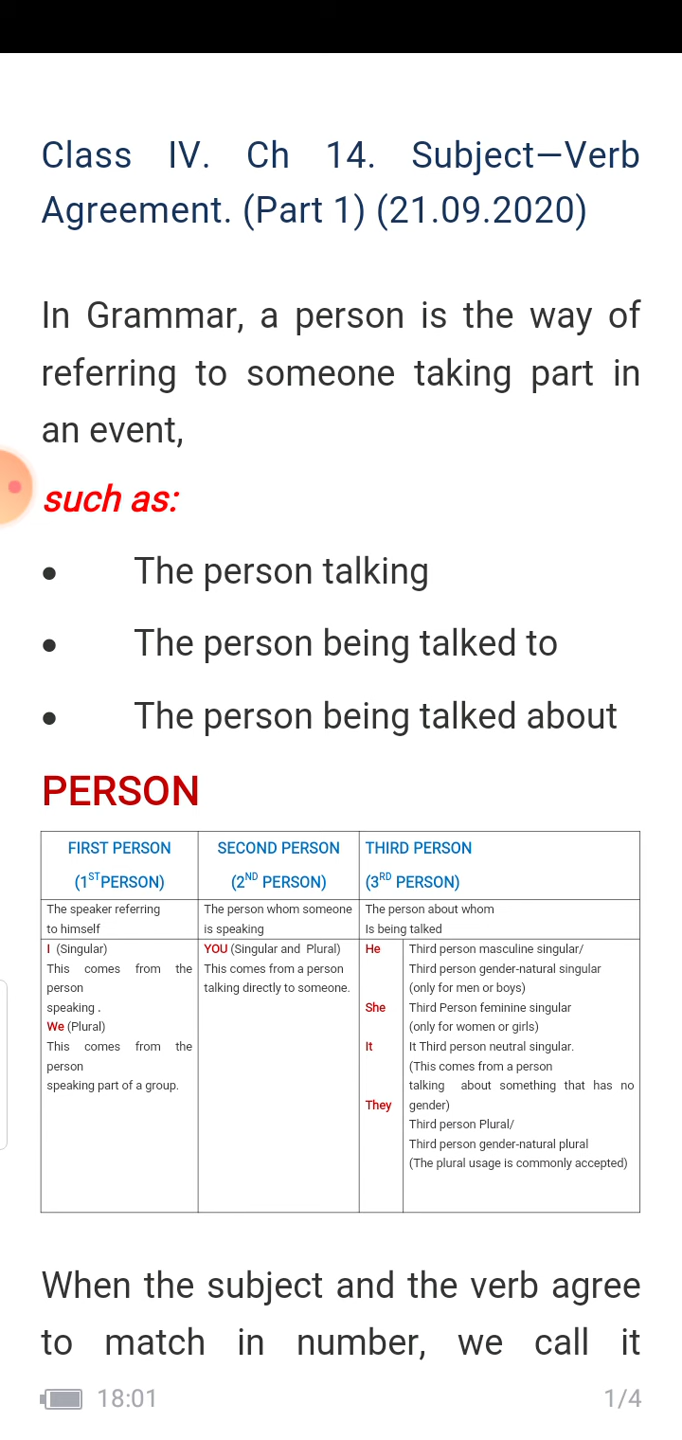 Class IV. Ch 14. Subject—Verb
Agreement. (Part 1) (21.09.2020)
In Grammar, a person is the way of
referring to someone taking part in
an event,
such as:
• The person talking
• The person being talked to
• The person being talked about
PERSON
FIRST PERSON
(1ST PERSON)
SECOND PERSON
(2ND PERSON)
THIRD PERSON
(3RD PERSON)
The speaker referring
to himself
The person whom someone
is speaking
The person about whom
Is being talked
I (Singular)
This comes from the
person
speaking .
We (Plural)
This comes from the
person
speaking part of a group.
YOU (Singular and Plural)
This comes from a person
talking directly to someone.
He Third person masculine singular/
Third person gender-natural singular
(only for men or boys)
She Third Person feminine singular
(only for women or girls)
It It Third person neutral singular.
(This comes from a person
talking about something that has no
They gender)
Third person Plural/
Third person gender-natural plural
(The plural usage is commonly accepted)
When the subject and the verb agree
to match in number, we call it
18:01 1/4